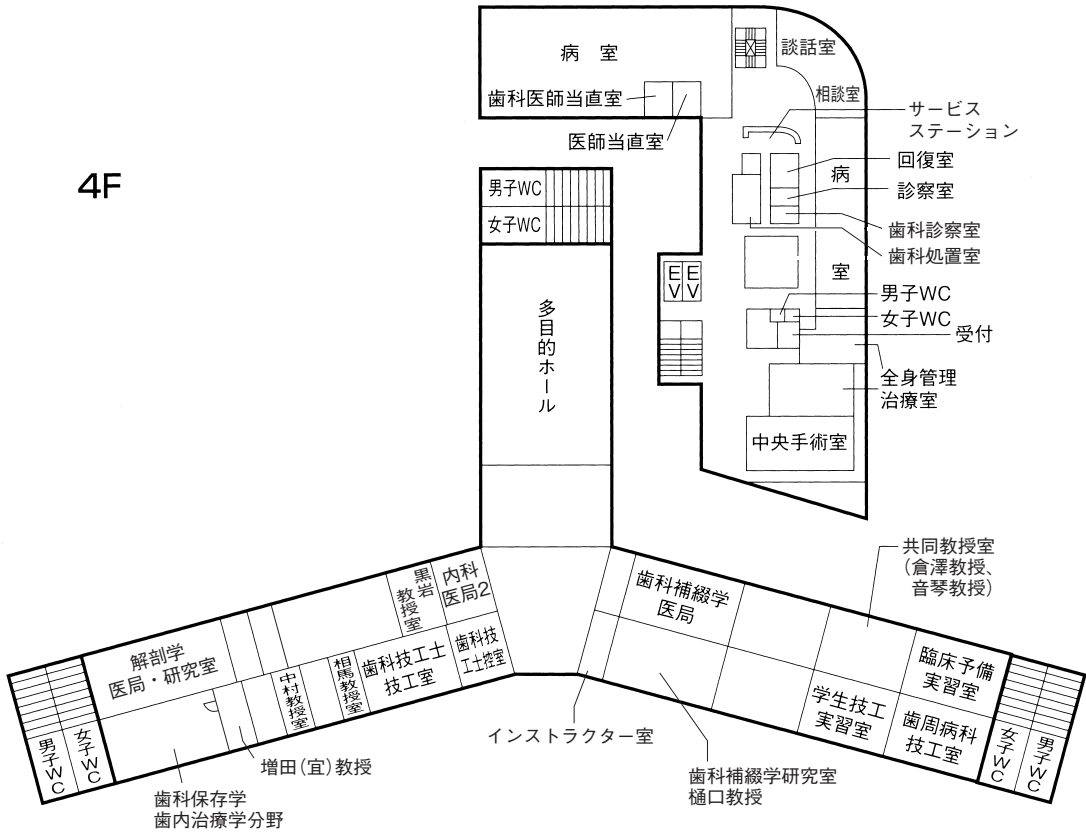 4F
病室
談話室
相談室
歯科医師当直室
医師当直室
サービス
ステーション
回復室
診察室
歯科診察室
歯科処置室
病室
男子WC
女子WC
受付
全身管理
治療室
中央手術室
EV
EV
男子WC
女子WC
多目的ホール
共同教授室
(倉澤教授、
音琴教授)
歯科補綴学
医局
臨床予備
実習室
学生技工
実習室
歯周病科
技工室
女子WC
男子WC
歯科補綴学研究室
樋口教授
インストラクター室
内科
医局2
黒岩
教授室
歯科技
工士控室
歯科技工士
技工室
相馬教授室
中村教授室
解剖学
医局・研究室
増田(宜)教授
歯科保存学
歯内治療学分野
男子WC
女子WC